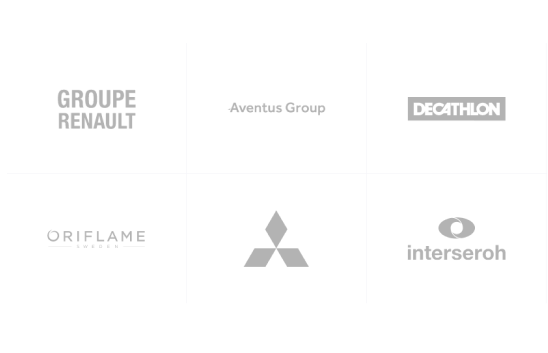 GROUPE
RENAULT
Aventus Group
DECATHLON
ORIFLAME
SWEDEN
interseroh